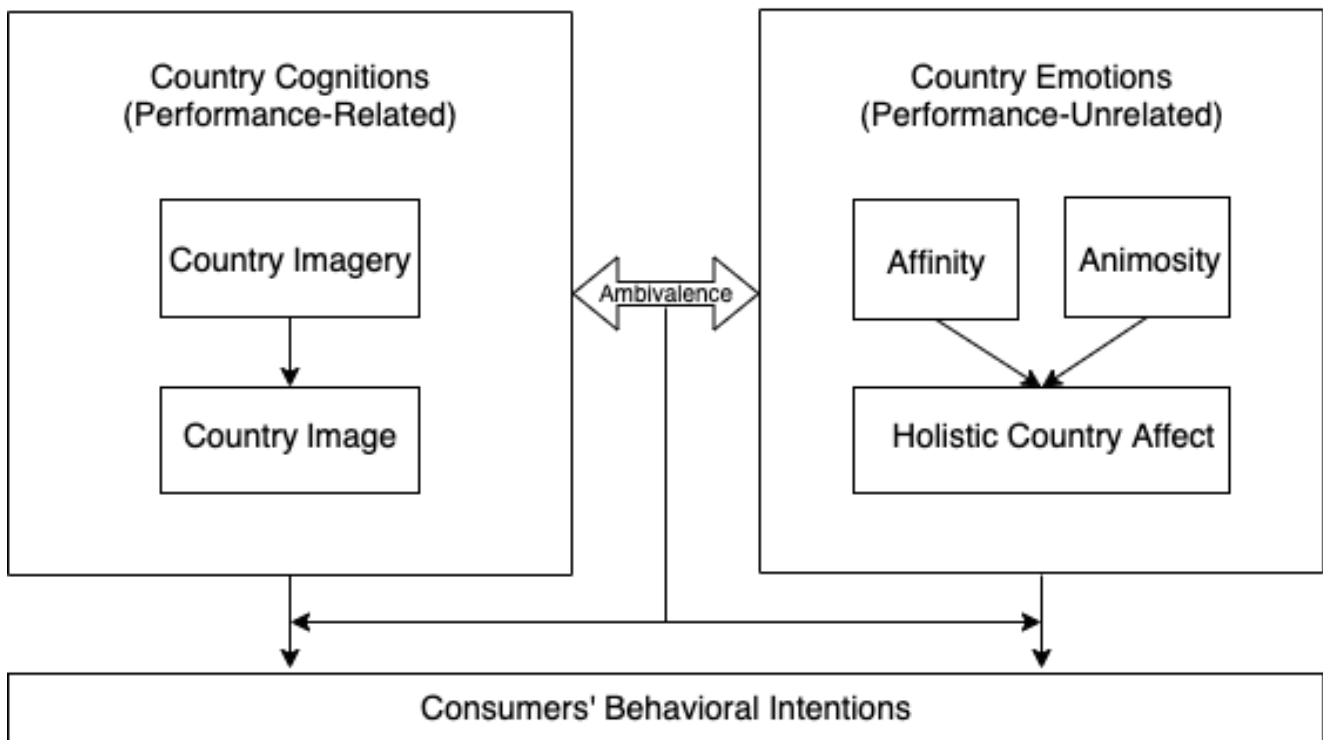 Country Cognitions
(Performance-Related)
Country Imagery
Country Image
Ambivalence
Country Emotions
(Performance-Unrelated)
Affinity
Animosity
Holistic Country Affect
Consumers' Behavioral Intentions